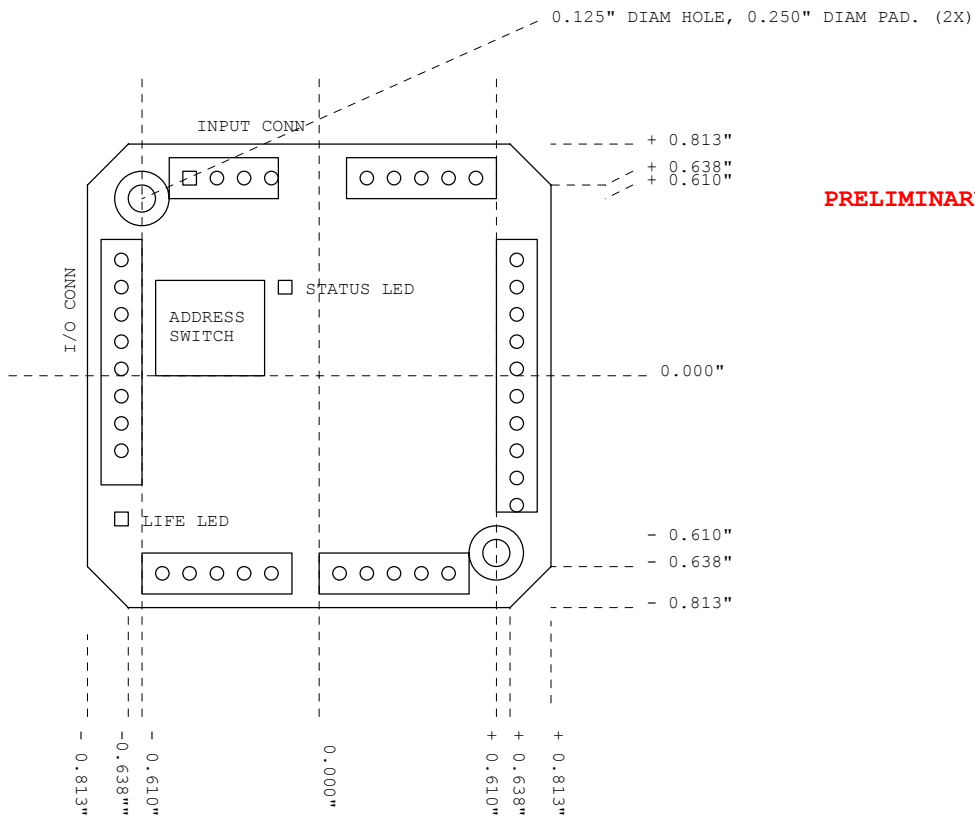 0.125" DIAM HOLE, 0.250" DIAM PAD. (2X)
INPUT CONN
+ 0.813"
+ 0.638"
+ 0.610"
PRELIMINAR
I/O CONN
STATUS LED
ADDRESS
SWITCH
0.000"
LIFE LED
- 0.610"
- 0.638"
- 0.813"
- 0.813"
-0.638""
- 0.610"
0.000"
+ 0.610"
+ 0.638"
+ 0.813"